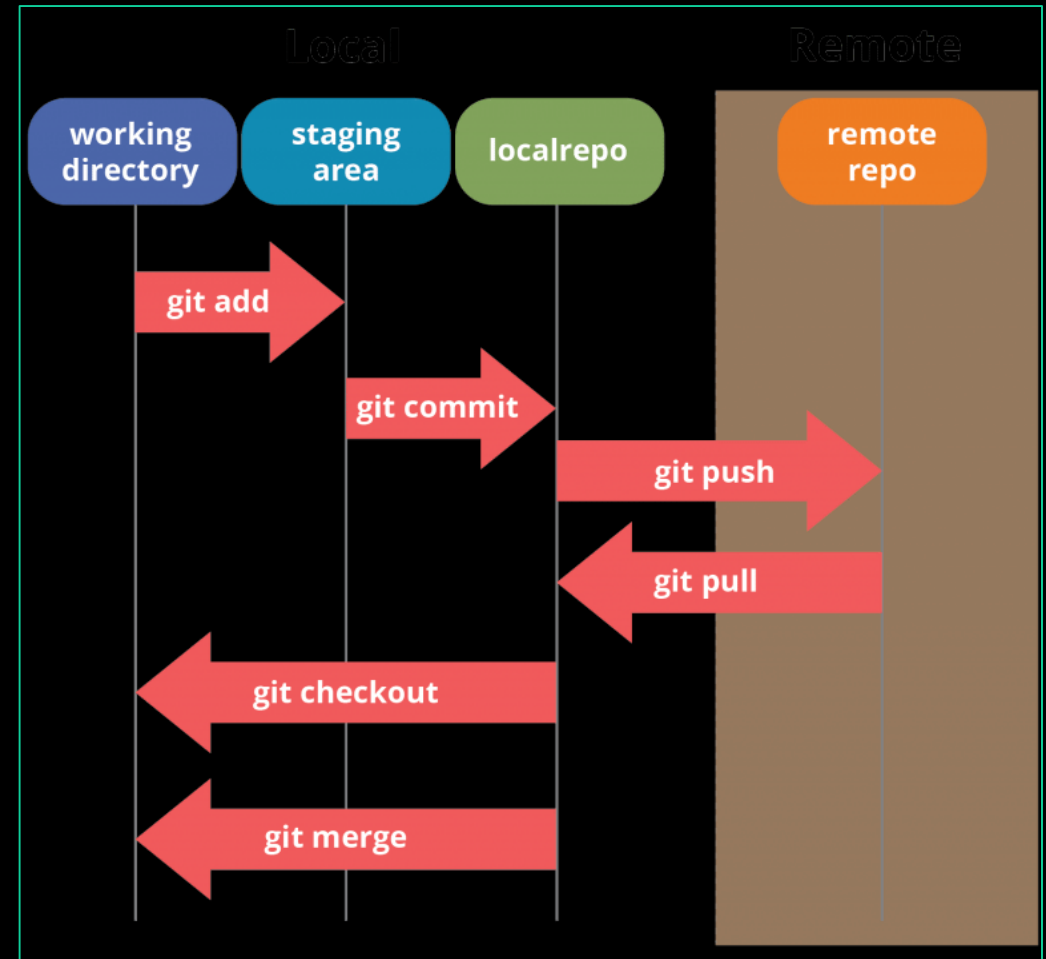 Local
Remote
working
directory
staging
area
localrepo
remote
repo
git add
git commit
git push
git pull
git checkout
git merge